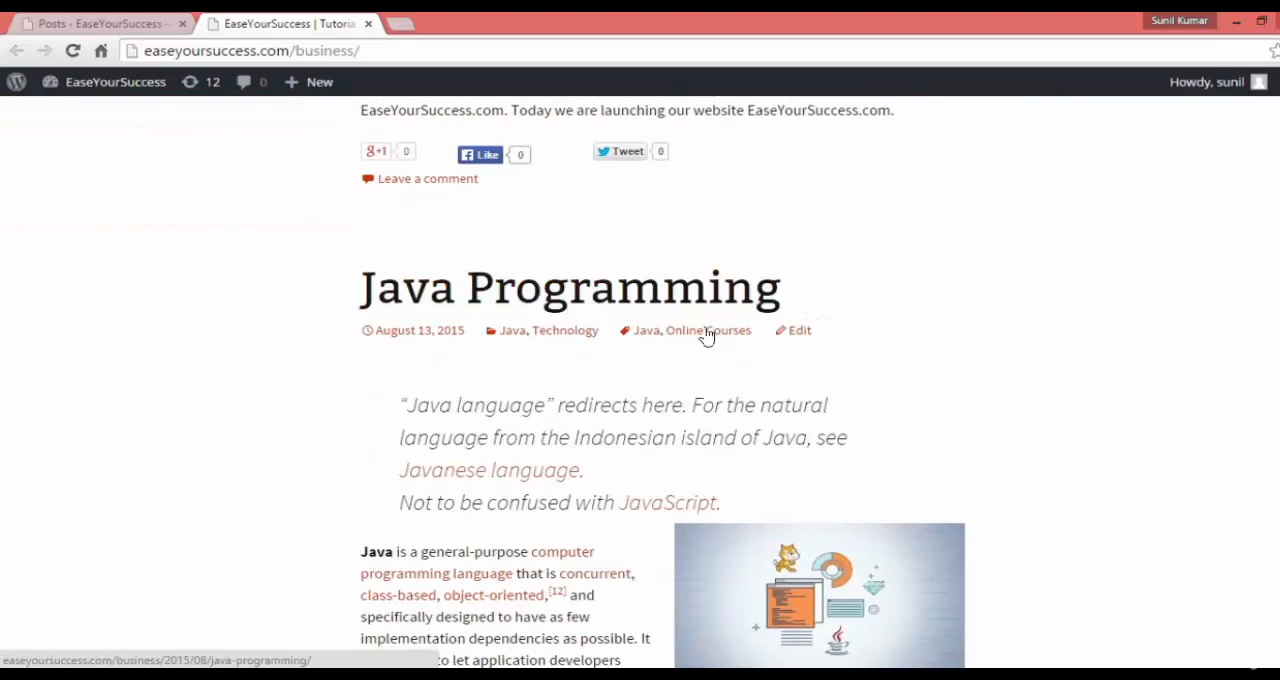 Posts ‹ EaseYourSuccess —
EaseYourSuccess | Tutoria
Sunil Kumar
easeyoursuccess.com/business/
EaseYourSuccess 12 0 New Howdy, sunil
EaseYourSuccess.com. Today we are launching our website EaseYourSuccess.com.
g+1 0 Like 0 Tweet 0
Leave a comment
Java Programming
August 13, 2015 Java, Technology Java, Online Courses Edit
“Java language” redirects here. For the natural
language from the Indonesian island of Java, see
Javanese language.
Not to be confused with JavaScript.
Java is a general-purpose computer
programming language that is concurrent,
class-based, object-oriented,[12] and
specifically designed to have as few
implementation dependencies as possible. It
to let application developers
easeyoursuccess.com/business/2015/08/java-programming/